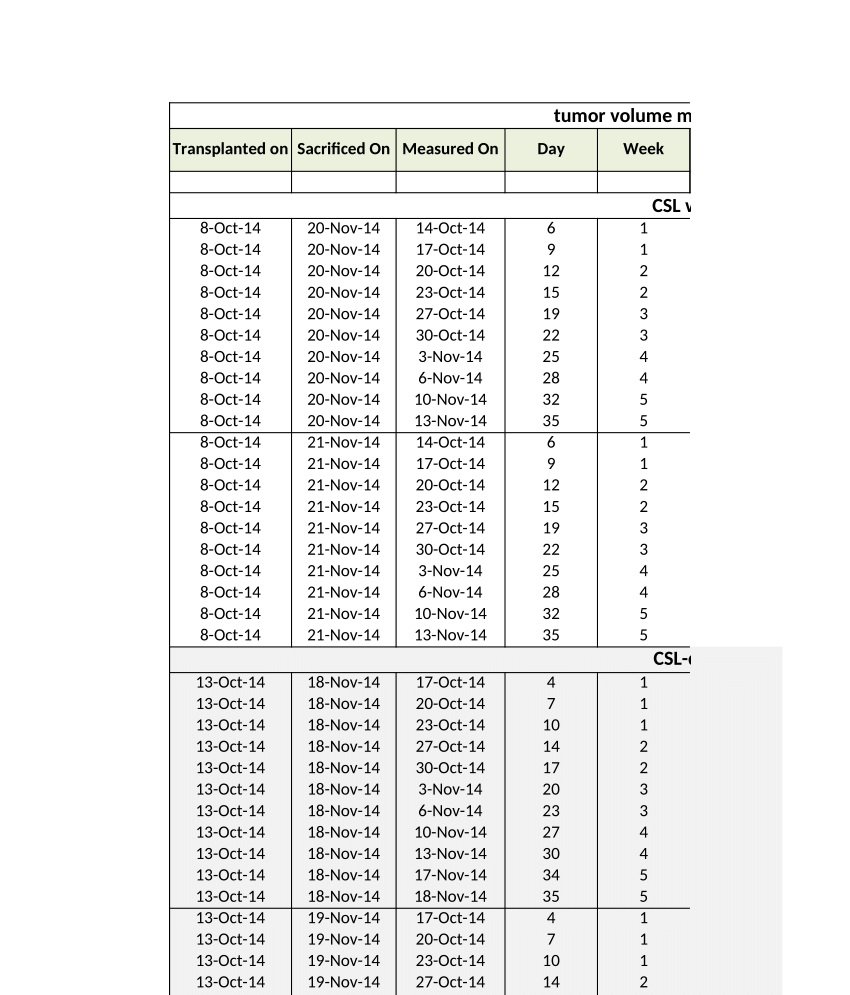 tumor volume m
Transplanted on Sacrificed On Measured On Day Week
CSL
8-Oct-14 20-Nov-14 14-Oct-14 6 1
8-Oct-14 20-Nov-14 17-Oct-14 9 1
8-Oct-14 20-Nov-14 20-Oct-14 12 2
8-Oct-14 20-Nov-14 23-Oct-14 15 2
8-Oct-14 20-Nov-14 27-Oct-14 19 3
8-Oct-14 20-Nov-14 30-Oct-14 22 3
8-Oct-14 20-Nov-14 3-Nov-14 25 4
8-Oct-14 20-Nov-14 6-Nov-14 28 4
8-Oct-14 20-Nov-14 10-Nov-14 32 5
8-Oct-14 20-Nov-14 13-Nov-14 35 5
8-Oct-14 21-Nov-14 14-Oct-14 6 1
8-Oct-14 21-Nov-14 17-Oct-14 9 1
8-Oct-14 21-Nov-14 20-Oct-14 12 2
8-Oct-14 21-Nov-14 23-Oct-14 15 2
8-Oct-14 21-Nov-14 27-Oct-14 19 3
8-Oct-14 21-Nov-14 30-Oct-14 22 3
8-Oct-14 21-Nov-14 3-Nov-14 25 4
8-Oct-14 21-Nov-14 6-Nov-14 28 4
8-Oct-14 21-Nov-14 10-Nov-14 32 5
8-Oct-14 21-Nov-14 13-Nov-14 35 5
CSL-
13-Oct-14 18-Nov-14 17-Oct-14 4 1
13-Oct-14 18-Nov-14 20-Oct-14 7 1
13-Oct-14 18-Nov-14 23-Oct-14 10 1
13-Oct-14 18-Nov-14 27-Oct-14 14 2
13-Oct-14 18-Nov-14 30-Oct-14 17 2
13-Oct-14 18-Nov-14 3-Nov-14 20 3
13-Oct-14 18-Nov-14 6-Nov-14 23 3
13-Oct-14 18-Nov-14 10-Nov-14 27 4
13-Oct-14 18-Nov-14 13-Nov-14 30 4
13-Oct-14 18-Nov-14 17-Nov-14 34 5
13-Oct-14 18-Nov-14 18-Nov-14 35 5
13-Oct-14 19-Nov-14 17-Oct-14 4 1
13-Oct-14 19-Nov-14 20-Oct-14 7 1
13-Oct-14 19-Nov-14 23-Oct-14 10 1
13-Oct-14 19-Nov-14 27-Oct-14 14 2